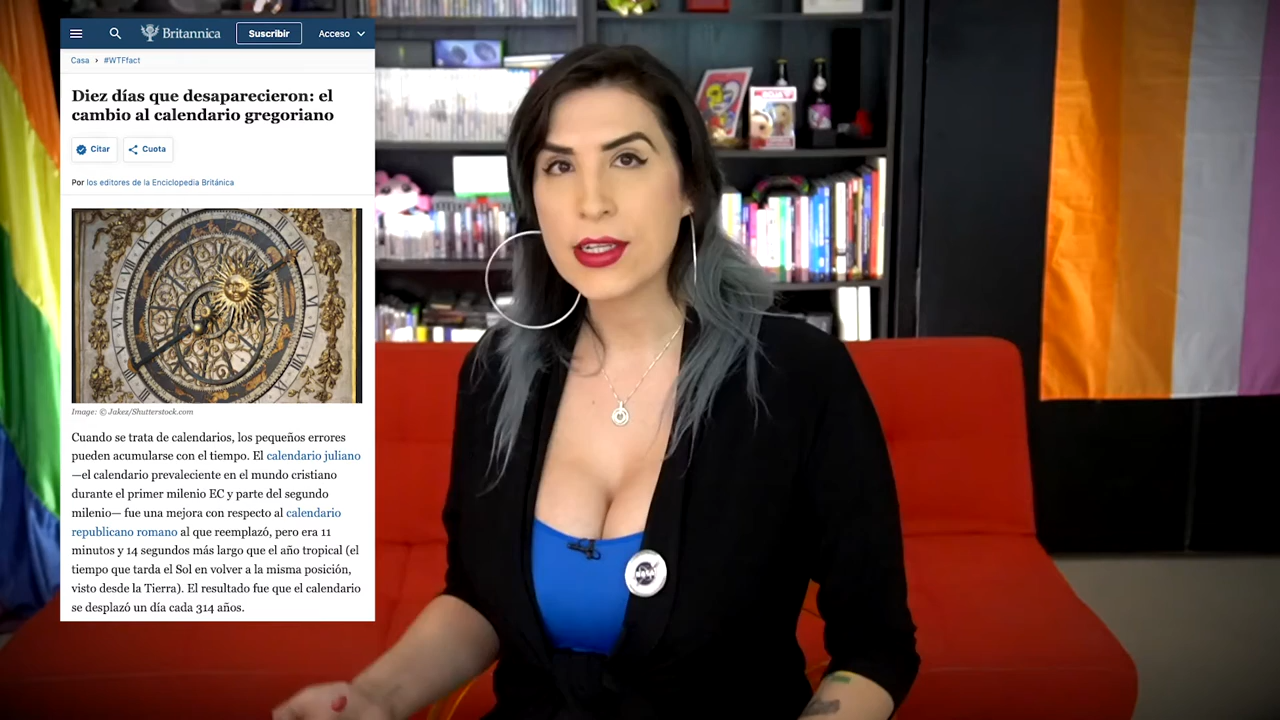 Britannica
Suscribir
Acceso
Casa > #WTFfact
Diez días que desaparecieron: el
cambio al calendario gregoriano
Citar
Cuota
Por los editores de la Enciclopedia Británica
Image: © Jakez/Shutterstock.com
Cuando se trata de calendarios, los pequeños errores
pueden acumularse con el tiempo. El calendario juliano
—el calendario prevaleciente en el mundo cristiano
durante el primer milenio EC y parte del segundo
milenio— fue una mejora con respecto al calendario
republicano romano al que reemplazó, pero era 11
minutos y 14 segundos más largo que el año tropical (el
tiempo que tarda el Sol en volver a la misma posición,
visto desde la Tierra). El resultado fue que el calendario
se desplazó un día cada 314 años.
NASA